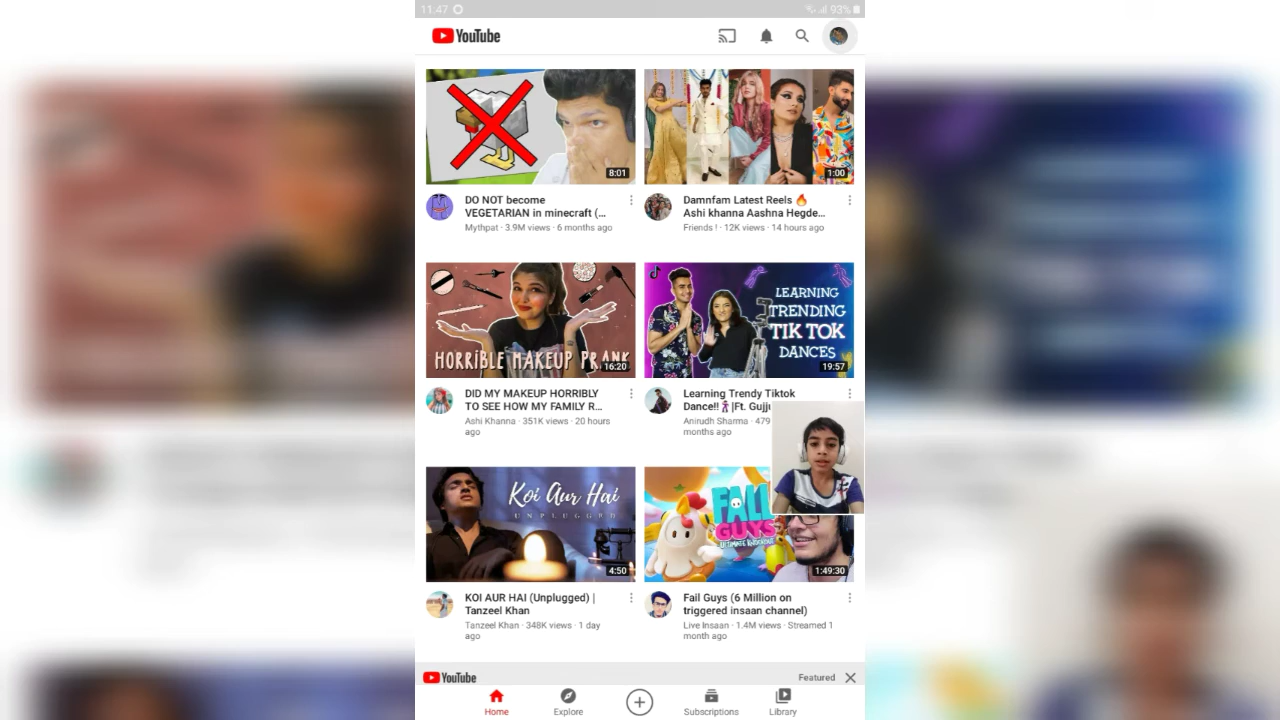 11:47
93%
YouTube
8:01
1:00
DO NOT become
VEGETARIAN in minecraft (...
Mythpat · 3.9M views · 6 months ago
Damnfam Latest Reels 🔥
Ashi khanna Aashna Hegde...
Friends ! · 12K views · 14 hours ago
HORRIBLE MAKEUP PRANK
16:20
LEARNING
TRENDING
TIK TOK
DANCES
19:57
DID MY MAKEUP HORRIBLY
TO SEE HOW MY FAMILY R...
Ashi Khanna · 351K views · 20 hours
ago
Learning Trendy Tiktok
Dance!!🕺|Ft. Gujju
Anirudh Sharma · 479
months ago
Koi Aur Hai
UNPLUGGED
4:50
FALL
GUYS
ULTIMATE KNOCKOUT
1:49:30
KOI AUR HAI (Unplugged) |
Tanzeel Khan
Tanzeel Khan · 348K views · 1 day
ago
Fail Guys (6 Million on
triggered insaan channel)
Live Insaan · 1.4M views · Streamed 1
month ago
YouTube
Featured
Home
Explore
Subscriptions
Library